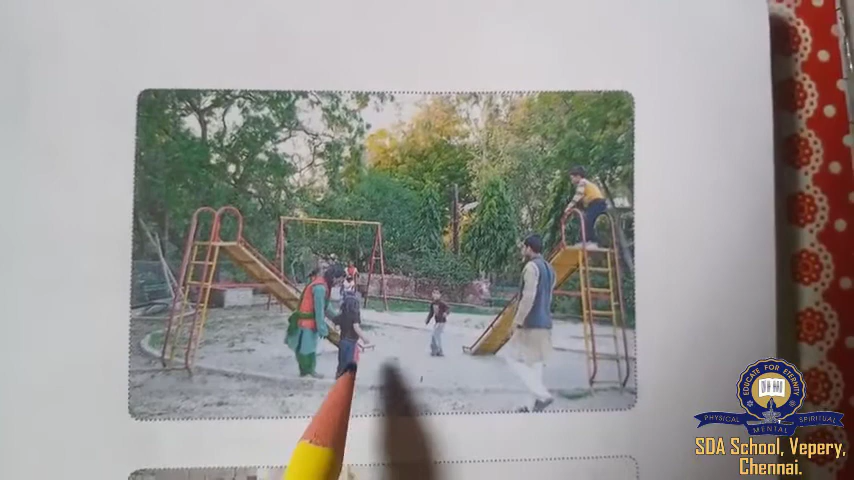 EDUCATE FOR ETERNITY
PHYSICAL MENTAL SPIRITUAL
SDA School, Vepery,
Chennai.